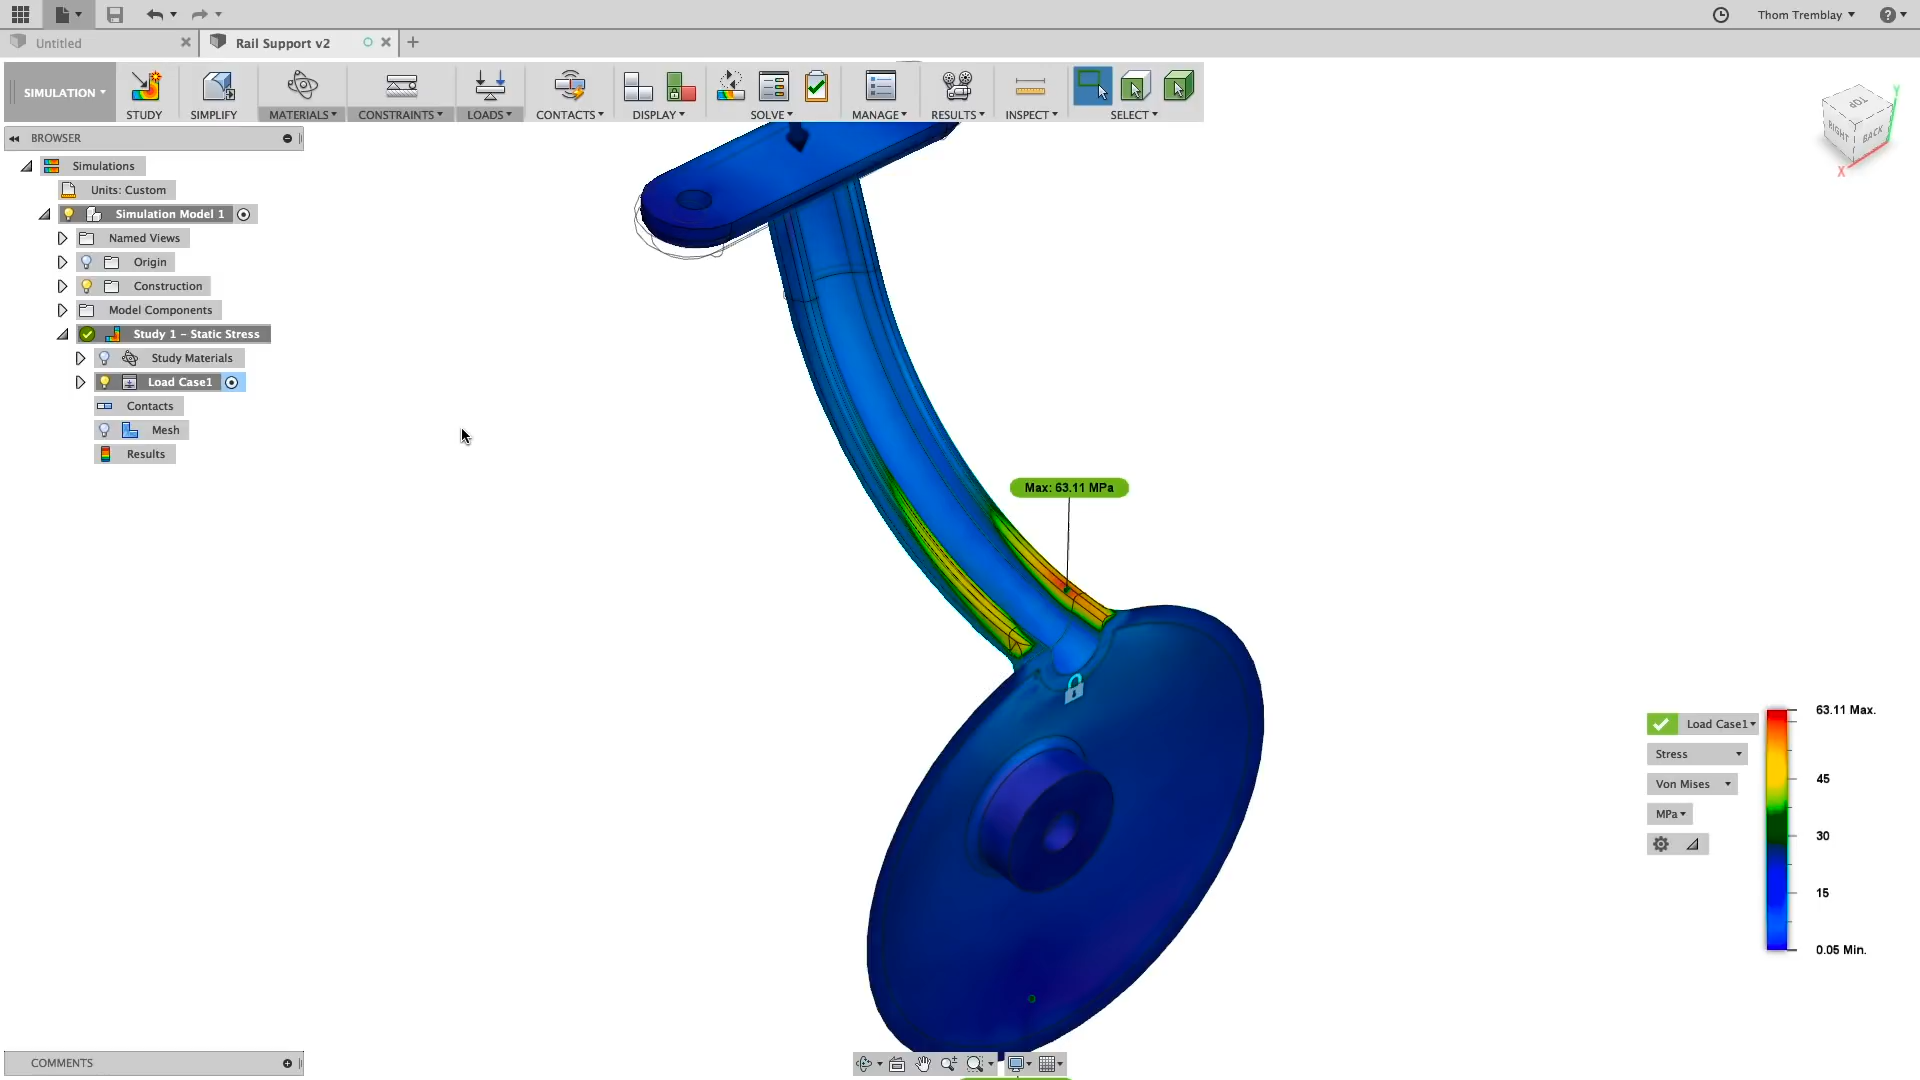 Thom Tremblay
?
Untitled
Rail Support v2
SIMULATION
STUDY
SIMPLIFY
MATERIALS
CONSTRAINTS
LOADS
CONTACTS
DISPLAY
SOLVE
MANAGE
RESULTS
INSPECT
SELECT
TOP
RIGHT
BACK
Y
X
BROWSER
Simulations
Units: Custom
Simulation Model 1
Named Views
Origin
Construction
Model Components
Study 1 - Static Stress
Study Materials
Load Case1
Contacts
Mesh
Results
Max: 63.11 MPa
Load Case1
Stress
Von Mises
MPa
63.11 Max.
45
30
15
0.05 Min.
COMMENTS